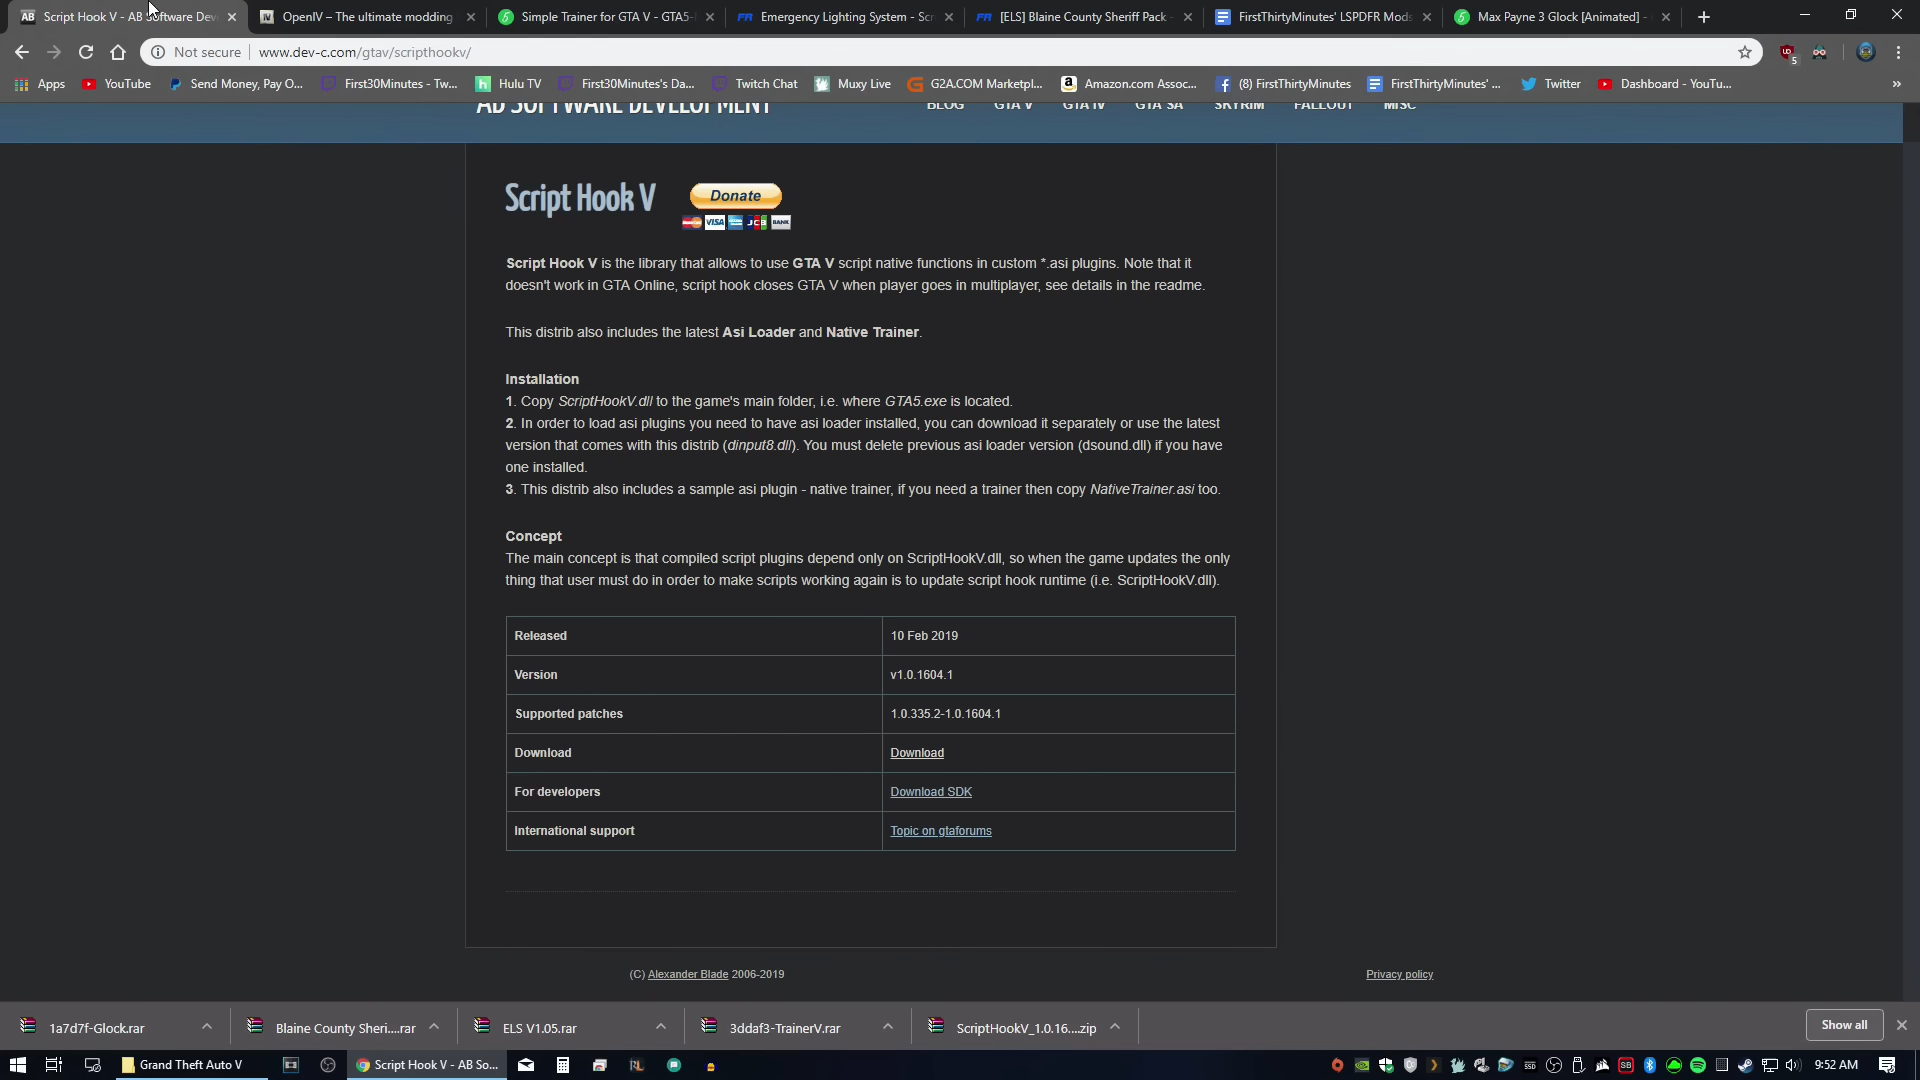 Script Hook V - AB Software Dev
OpenIV – The ultimate modding
Simple Trainer for GTA V - GTA5-
Emergency Lighting System - Scr
[ELS] Blaine County Sheriff Pack -
FirstThirtyMinutes' LSPDFR Mods
Max Payne 3 Glock [Animated] -
Not secure
www.dev-c.com/gtav/scripthookv/
5
Apps
YouTube
Send Money, Pay O...
First30Minutes - Tw...
Hulu TV
First30Minutes's Da...
Twitch Chat
Muxy Live
G2A.COM Marketpl...
Amazon.com Assoc...
(8) FirstThirtyMinutes
FirstThirtyMinutes' ...
Twitter
Dashboard - YouTu...
»
AB SOFTWARE DEVELOPMENT
BLOG GTA V GTA IV GTA SA SKYRIM FALLOUT MISC
Script Hook V
Donate
VISA
JCB
BANK
Script Hook V is the library that allows to use GTA V script native functions in custom *.asi plugins. Note that it
doesn't work in GTA Online, script hook closes GTA V when player goes in multiplayer, see details in the readme.
This distrib also includes the latest Asi Loader and Native Trainer.
Installation
1. Copy ScriptHookV.dll to the game's main folder, i.e. where GTA5.exe is located.
2. In order to load asi plugins you need to have asi loader installed, you can download it separately or use the latest
version that comes with this distrib (dinput8.dll). You must delete previous asi loader version (dsound.dll) if you have
one installed.
3. This distrib also includes a sample asi plugin - native trainer, if you need a trainer then copy NativeTrainer.asi too.
Concept
The main concept is that compiled script plugins depend only on ScriptHookV.dll, so when the game updates the only
thing that user must do in order to make scripts working again is to update script hook runtime (i.e. ScriptHookV.dll).
Released 10 Feb 2019
Version v1.0.1604.1
Supported patches 1.0.335.2-1.0.1604.1
Download Download
For developers Download SDK
International support Topic on gtaforums
(C) Alexander Blade 2006-2019
Privacy policy
1a7d7f-Glock.rar
Blaine County Sheri....rar
ELS V1.05.rar
3ddaf3-TrainerV.rar
ScriptHookV_1.0.16....zip
Show all
Grand Theft Auto V
Script Hook V - AB So...
9:52 AM